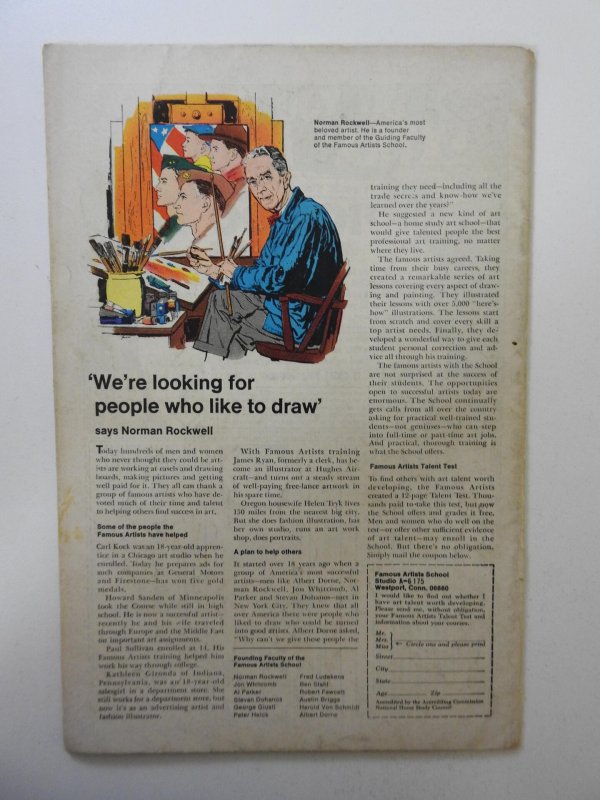 Norman Rockwell—America's most
beloved artist. He is a founder
and member of the Guiding Faculty
of the Famous Artists School.
'We're looking for
people who like to draw'
says Norman Rockwell
Today hundreds of men and women
who never thought they could be art-
ists are working at easels and drawing
boards, making pictures and getting
well paid for it. They all can thank a
group of famous artists who have de-
voted much of their time and talent
to helping others find success in art.
Some of the people the
Famous Artists have helped
Carl Kock was an 18-year-old appren-
tice in a Chicago art studio when he
enrolled. Today he prepares ads for
such companies as General Motors
and Firestone—has won five gold
medals.
Howard Sanden of Minneapolis
took the Course while still in high
school. He is now a successful artist—
recently he and his wife traveled
through Europe and the Middle East
on important art assignments.
Paul Sullivan enrolled at 14. His
Famous Artists training helped him
work his way through college.
Kathleen Gironda of Indiana,
Pennsylvania, was an 18-year-old
salesgirl in a department store. She
still works for a department store, but
now it's as an advertising artist and
fashion illustrator.
With Famous Artists training
James Ryan, formerly a clerk, has be-
come an illustrator at Hughes Air-
craft—and turns out a steady stream
of well-paying free-lance artwork in
his spare time.
Oregon housewife Helen Tryk lives
150 miles from the nearest big city.
But she does fashion illustration, has
her own studio, runs an art work
shop, does portraits.
A plan to help others
It started over 18 years ago when a
group of America's most successful
artists—men like Albert Dorne, Nor-
man Rockwell, Jon Whitcomb, Al
Parker and Stevan Dohanos—met in
New York City. They knew that all
over America there were people who
liked to draw who could be turned
into good artists. Albert Dorne asked,
"Why can't we give these people the
Founding Faculty of the
Famous Artists School
Norman Rockwell
Jon Whitcomb
Al Parker
Stevan Dohanos
George Giusti
Peter Helck
Fred Ludekens
Ben Stahl
Robert Fawcett
Austin Briggs
Harold Von Schmidt
Albert Dorne
training they need—including all the
trade secrets and know-how we've
learned over the years?"
He suggested a new kind of art
school—a home study art school—that
would give talented people the best
professional art training, no matter
where they live.
The famous artists agreed. Taking
time from their busy careers, they
created a remarkable series of art
lessons covering every aspect of draw-
ing and painting. They illustrated
their lessons with over 5,000 "here's-
how" illustrations. The lessons start
from scratch and cover every skill a
top artist needs. Finally, they de-
veloped a wonderful way to give each
student personal correction and ad-
vice all through his training.
The famous artists with the School
are not surprised at the success of
their students. The opportunities
open to successful artists today are
enormous. The School continually
gets calls from all over the country
asking for practical well-trained stu-
dents—not geniuses—who can step
into full-time or part-time art jobs.
And practical, thorough training is
what the School offers.
Famous Artists Talent Test
To find others with art talent worth
developing, the Famous Artists
created a 12-page Talent Test. Thou-
sands paid to take this test, but now
the School offers and grades it free.
Men and women who do well on the
test—or offer other sufficient evidence
of art talent—may enroll in the
School. But there's no obligation.
Simply mail the coupon below.
Famous Artists School
Studio A-6175
Westport, Conn. 06880
I would like to find out whether I
have art talent worth developing.
Please send me, without obligation,
your Famous Artists Talent Test and
information about your courses.
Mr.
Mrs.
Miss
Circle one and please print
Street
City
State
Age Zip
Accredited by the Accrediting Commission
National Home Study Council